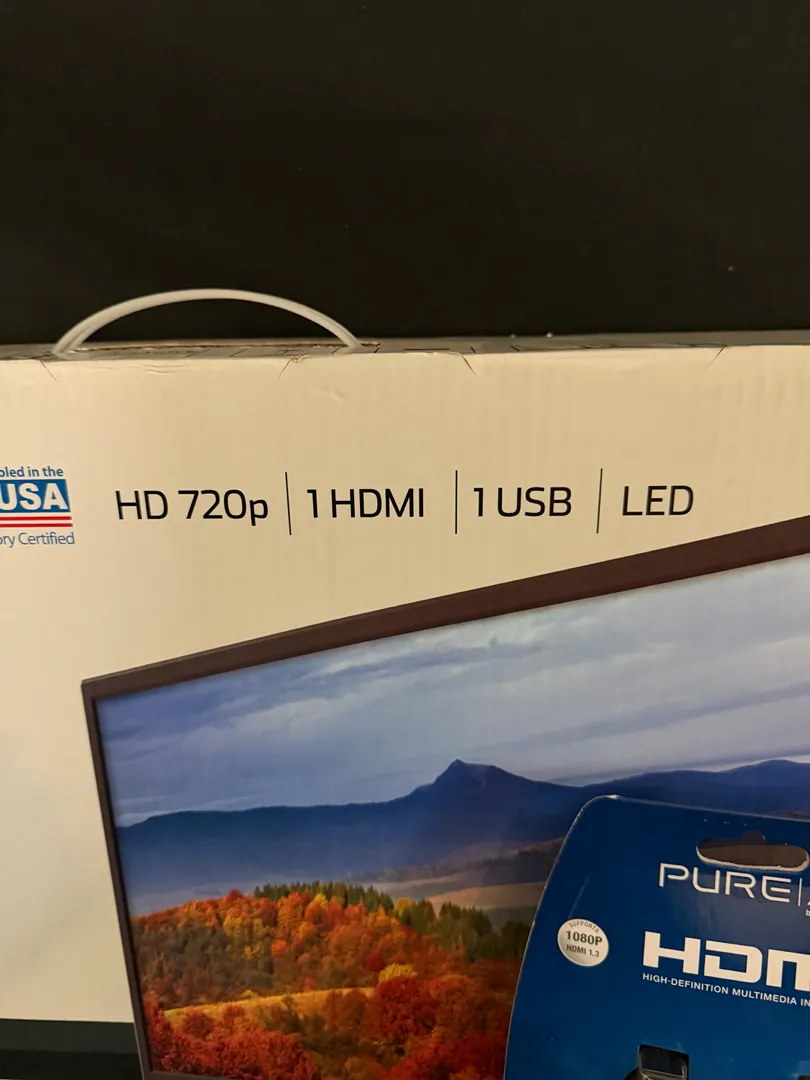 bled in the
USA
ory Certified
HD 720p | 1 HDMI | 1 USB | LED
PURE|
SUPPORTS
1080P
HDMI 1.3
HDM
HIGH-DEFINITION MULTIMEDIA IN